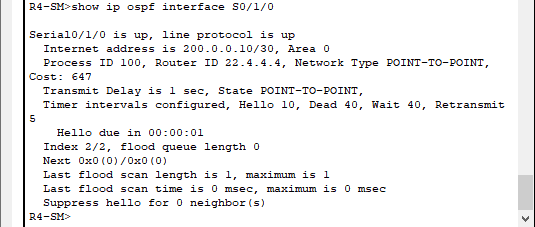 R4-SM>show ip ospf interface S0/1/0
Serial0/1/0 is up, line protocol is up
Internet address is 200.0.0.10/30, Area 0
Process ID 100, Router ID 22.4.4.4, Network Type POINT-TO-POINT,
Cost: 647
Transmit Delay is 1 sec, State POINT-TO-POINT,
Timer intervals configured, Hello 10, Dead 40, Wait 40, Retransmit
5
Hello due in 00:00:01
Index 2/2, flood queue length 0
Next 0x0(0)/0x0(0)
Last flood scan length is 1, maximum is 1
Last flood scan time is 0 msec, maximum is 0 msec
Suppress hello for 0 neighbor(s)
R4-SM>